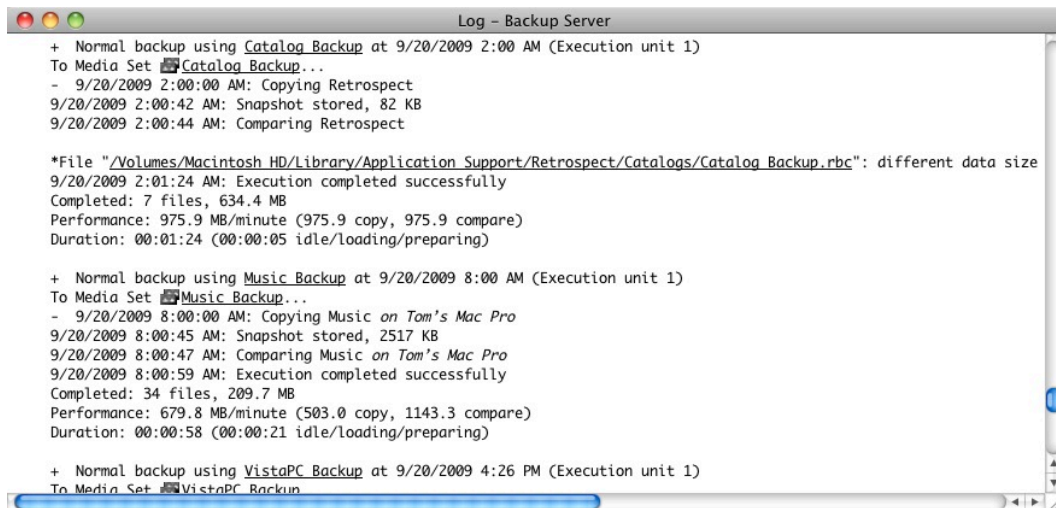 Log – Backup Server
+ Normal backup using Catalog Backup at 9/20/2009 2:00 AM (Execution unit 1)
To Media Set Catalog Backup...
- 9/20/2009 2:00:00 AM: Copying Retrospect
9/20/2009 2:00:42 AM: Snapshot stored, 82 KB
9/20/2009 2:00:44 AM: Comparing Retrospect
*File "/Volumes/Macintosh HD/Library/Application Support/Retrospect/Catalogs/Catalog Backup.rbc": different data size
9/20/2009 2:01:24 AM: Execution completed successfully
Completed: 7 files, 634.4 MB
Performance: 975.9 MB/minute (975.9 copy, 975.9 compare)
Duration: 00:01:24 (00:00:05 idle/loading/preparing)
+ Normal backup using Music Backup at 9/20/2009 8:00 AM (Execution unit 1)
To Media Set Music Backup...
- 9/20/2009 8:00:00 AM: Copying Music on Tom's Mac Pro
9/20/2009 8:00:45 AM: Snapshot stored, 2517 KB
9/20/2009 8:00:47 AM: Comparing Music on Tom's Mac Pro
9/20/2009 8:00:59 AM: Execution completed successfully
Completed: 34 files, 209.7 MB
Performance: 679.8 MB/minute (503.0 copy, 1143.3 compare)
Duration: 00:00:58 (00:00:21 idle/loading/preparing)
+ Normal backup using VistaPC Backup at 9/20/2009 4:26 PM (Execution unit 1)
To Media Set VistaPC Backup